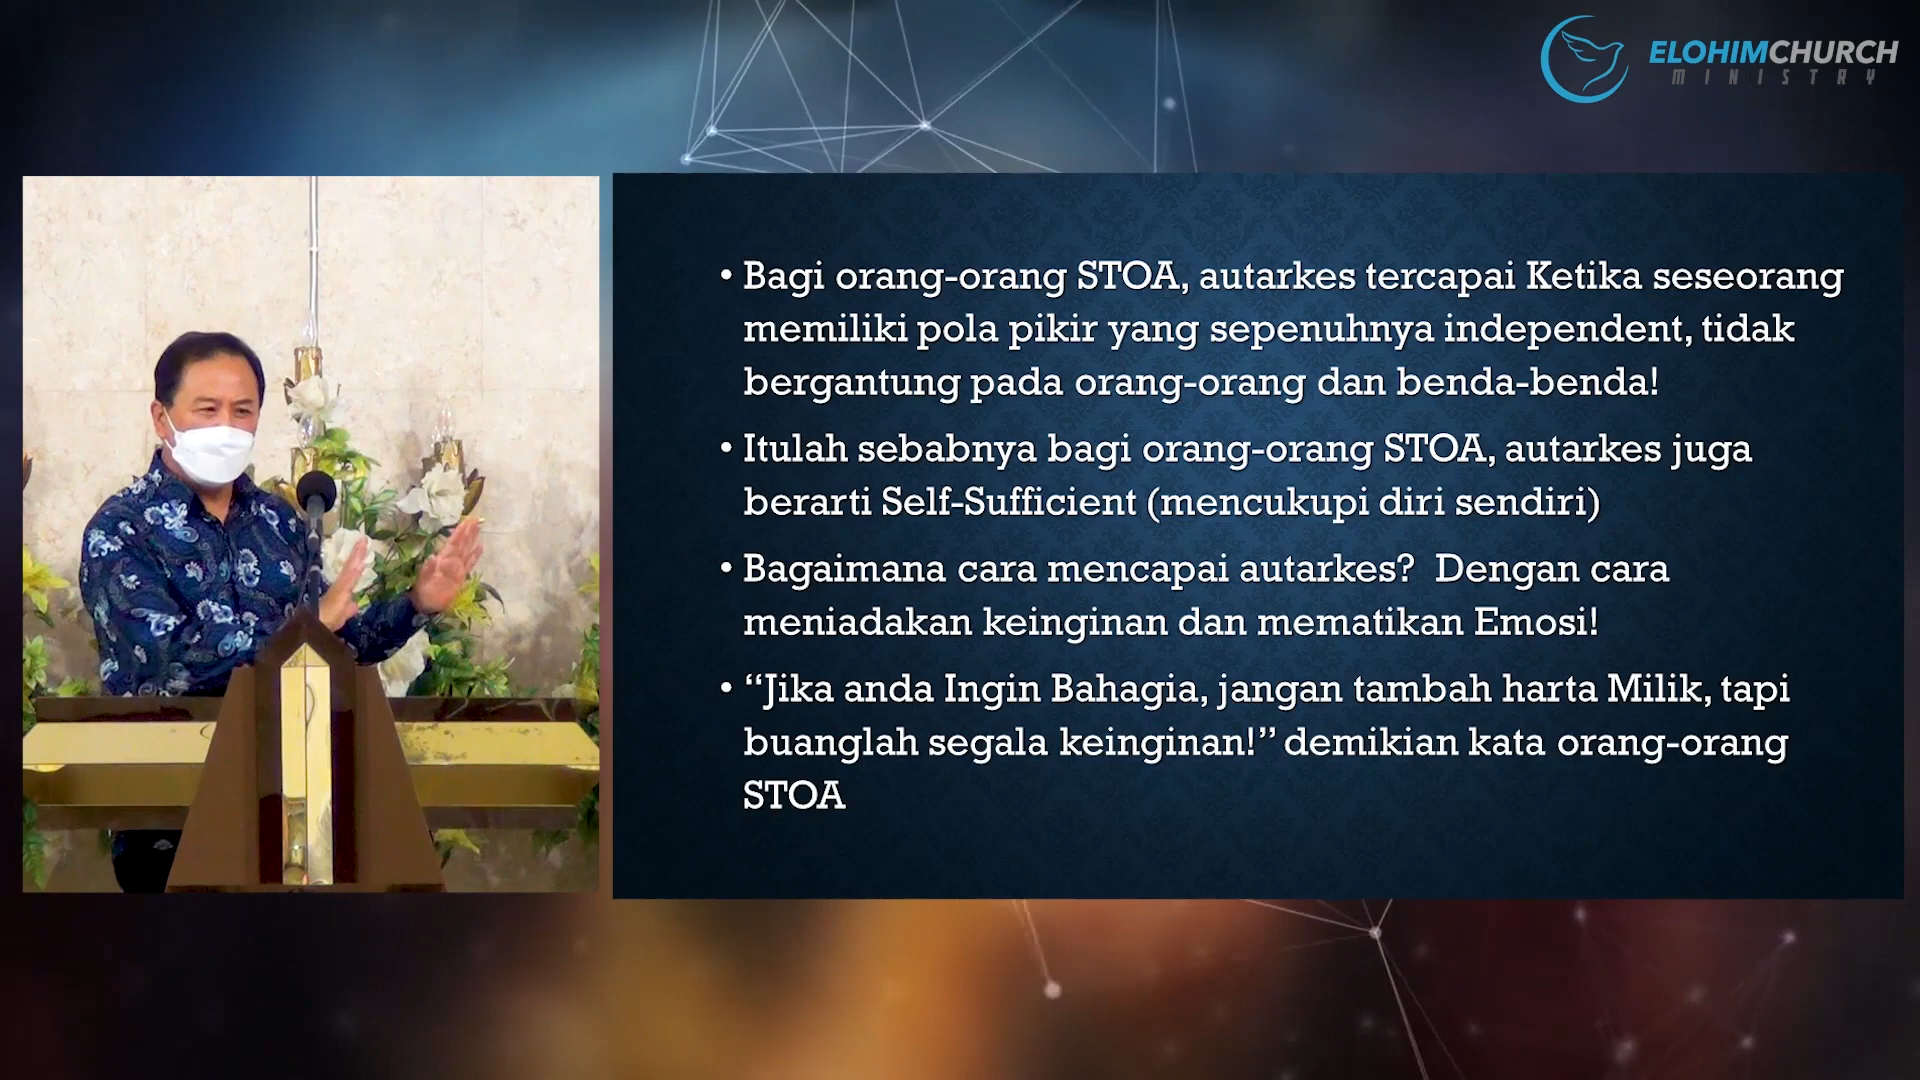 ELOHIMCHURCH
MINISTRY
• Bagi orang-orang STOA, autarkes tercapai Ketika seseorang
memiliki pola pikir yang sepenuhnya independent, tidak
bergantung pada orang-orang dan benda-benda!
• Itulah sebabnya bagi orang-orang STOA, autarkes juga
berarti Self-Sufficient (mencukupi diri sendiri)
• Bagaimana cara mencapai autarkes?  Dengan cara
meniadakan keinginan dan mematikan Emosi!
• “Jika anda Ingin Bahagia, jangan tambah harta Milik, tapi
buanglah segala keinginan!” demikian kata orang-orang
STOA